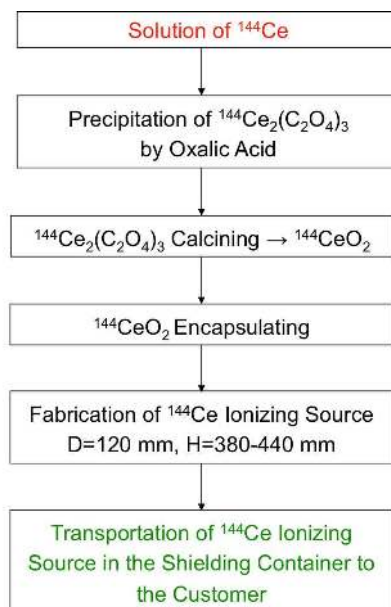 Solution of ¹⁴⁴Ce
Precipitation of ¹⁴⁴Ce₂(C₂O₄)₃
by Oxalic Acid
¹⁴⁴Ce₂(C₂O₄)₃ Calcining → ¹⁴⁴CeO₂
¹⁴⁴CeO₂ Encapsulating
Fabrication of ¹⁴⁴Ce Ionizing Source
D=120 mm, H=380-440 mm
Transportation of ¹⁴⁴Ce Ionizing
Source in the Shielding Container to
the Customer